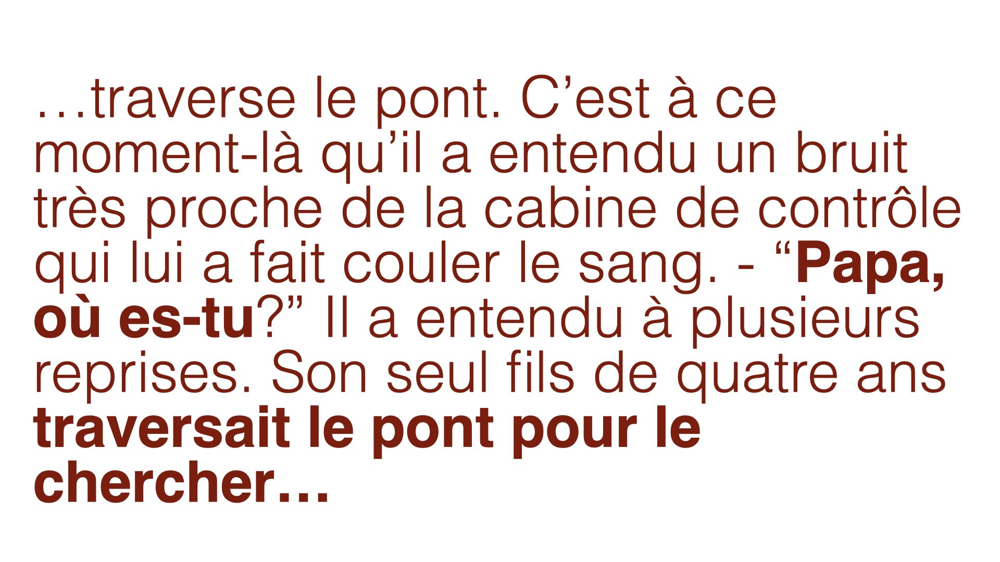 …traverse le pont. C’est à ce
moment-là qu’il a entendu un bruit
très proche de la cabine de contrôle
qui lui a fait couler le sang. - “Papa,
où es-tu?” Il a entendu à plusieurs
reprises. Son seul fils de quatre ans
traversait le pont pour le
chercher…